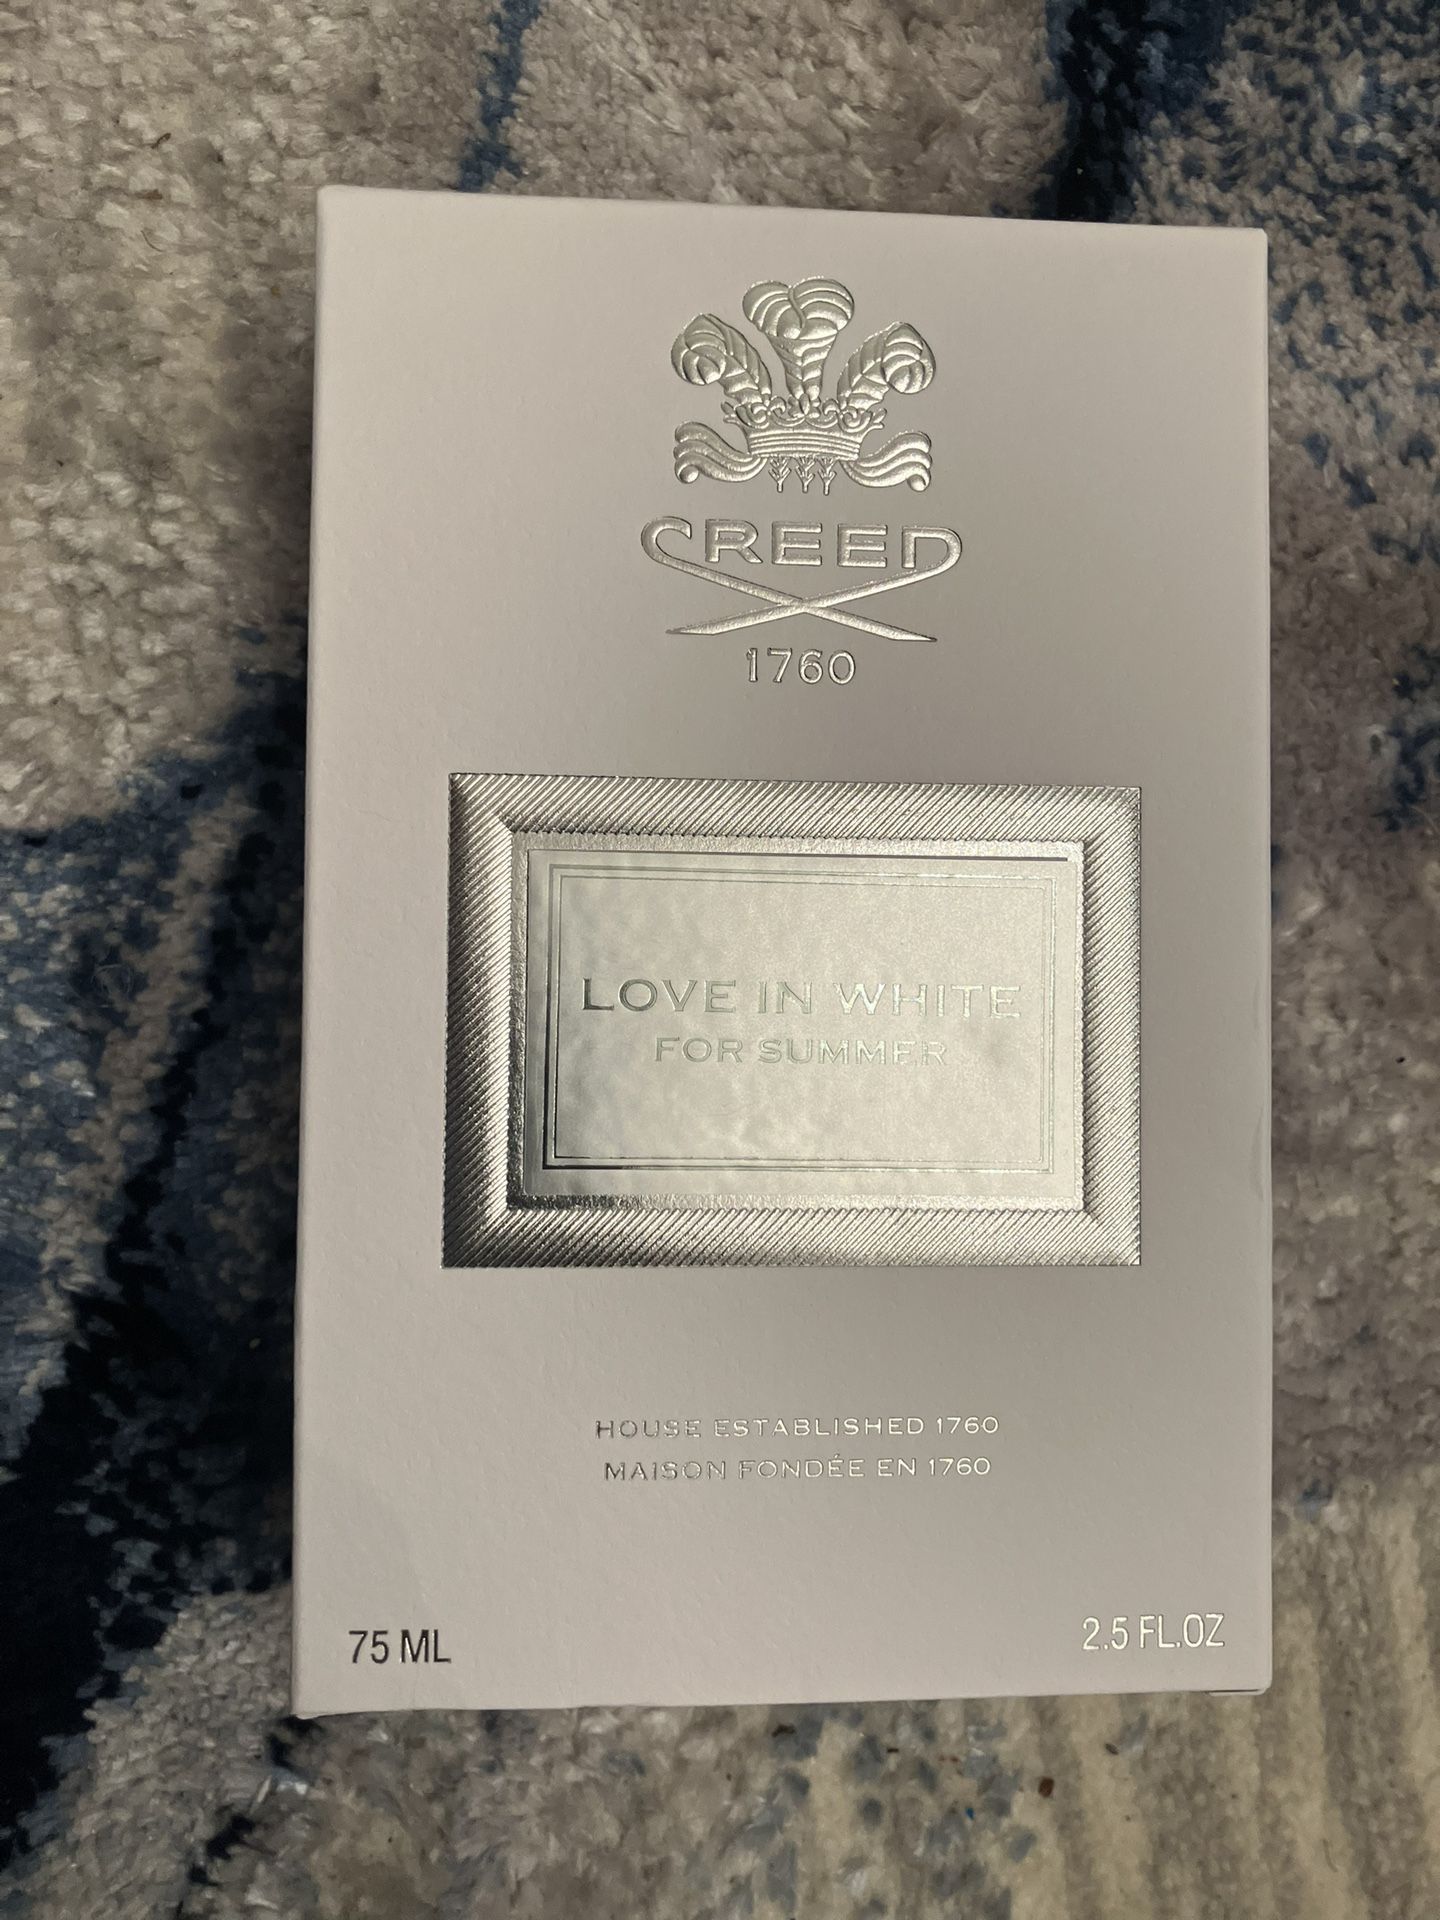 CREED
1760
LOVE IN WHITE
FOR SUMMER
HOUSE ESTABLISHED 1760
MAISON FONDÉE EN 1760
75 ML
2.5 FL.OZ